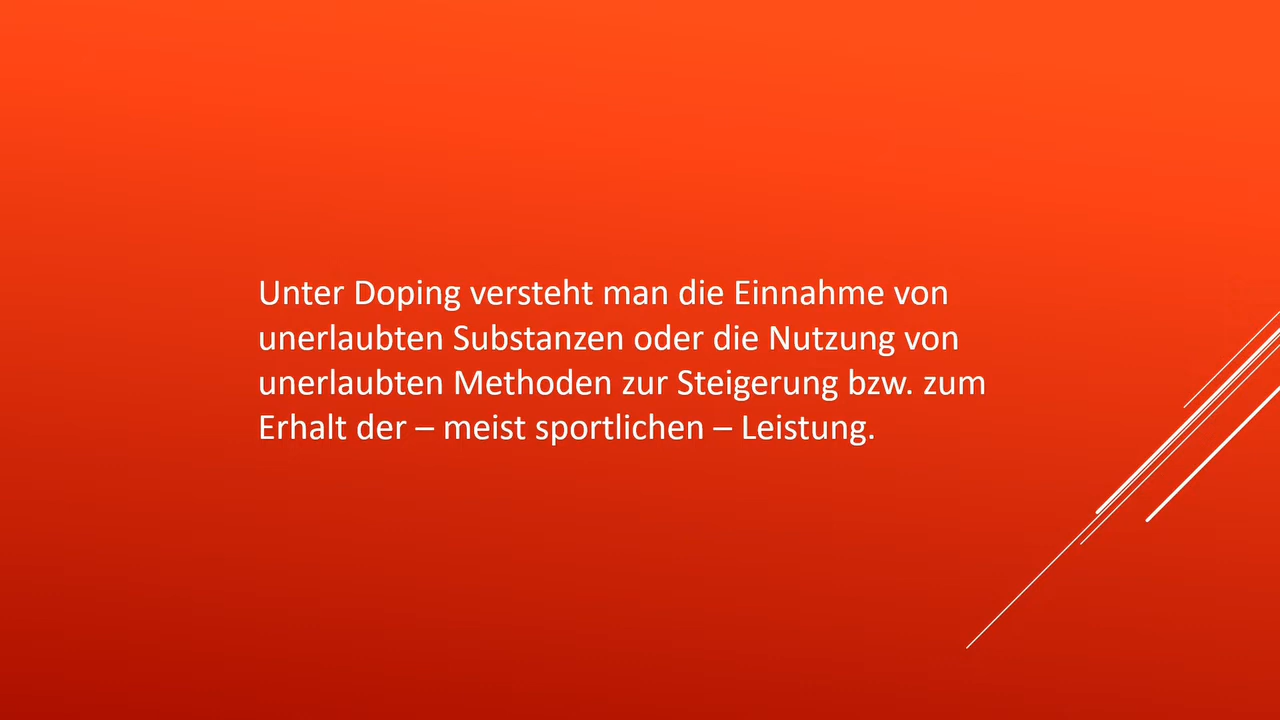 Unter Doping versteht man die Einnahme von
unerlaubten Substanzen oder die Nutzung von
unerlaubten Methoden zur Steigerung bzw. zum
Erhalt der – meist sportlichen – Leistung.